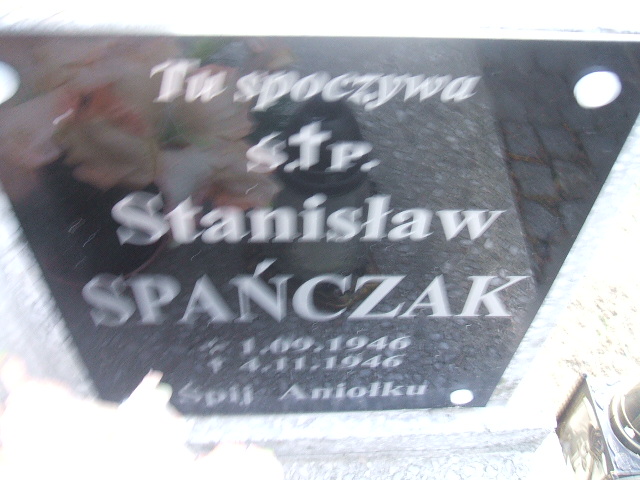 Tu spoczywa
Ś.†P.
Stanisław
SPAŃCZAK
* 1.09.1946
† 4.11.1946
Śpij Aniołku